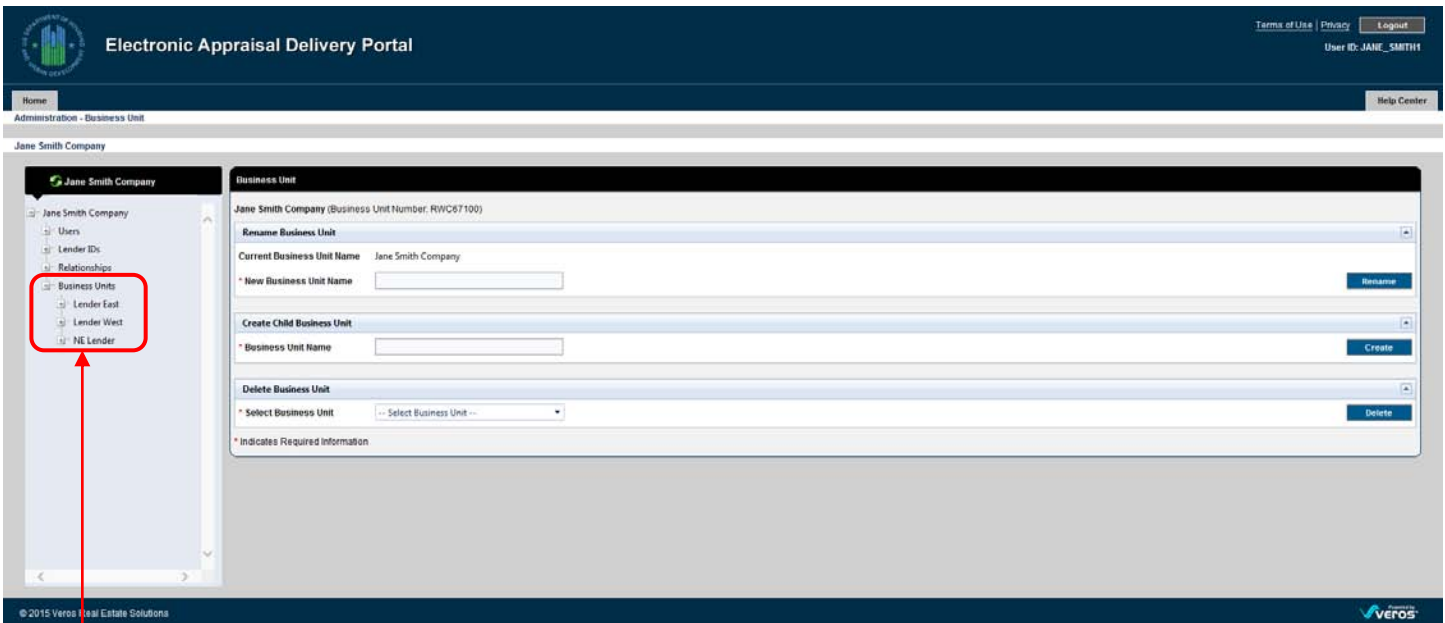 Terms of Use | Privacy Logout
Electronic Appraisal Delivery Portal
User ID: JANE_SMITH1
Home Help Center
Administration - Business Unit
Jane Smith Company
Jane Smith Company
Jane Smith Company
Users
Lender IDs
Relationships
Business Units
Lender East
Lender West
NE Lender
Business Unit
Jane Smith Company (Business Unit Number: RWC67100)
Rename Business Unit
Current Business Unit Name Jane Smith Company
* New Business Unit Name Rename
Create Child Business Unit
* Business Unit Name Create
Delete Business Unit
* Select Business Unit -- Select Business Unit -- Delete
* Indicates Required Information
© 2015 Veros Real Estate Solutions
Powered by
veros